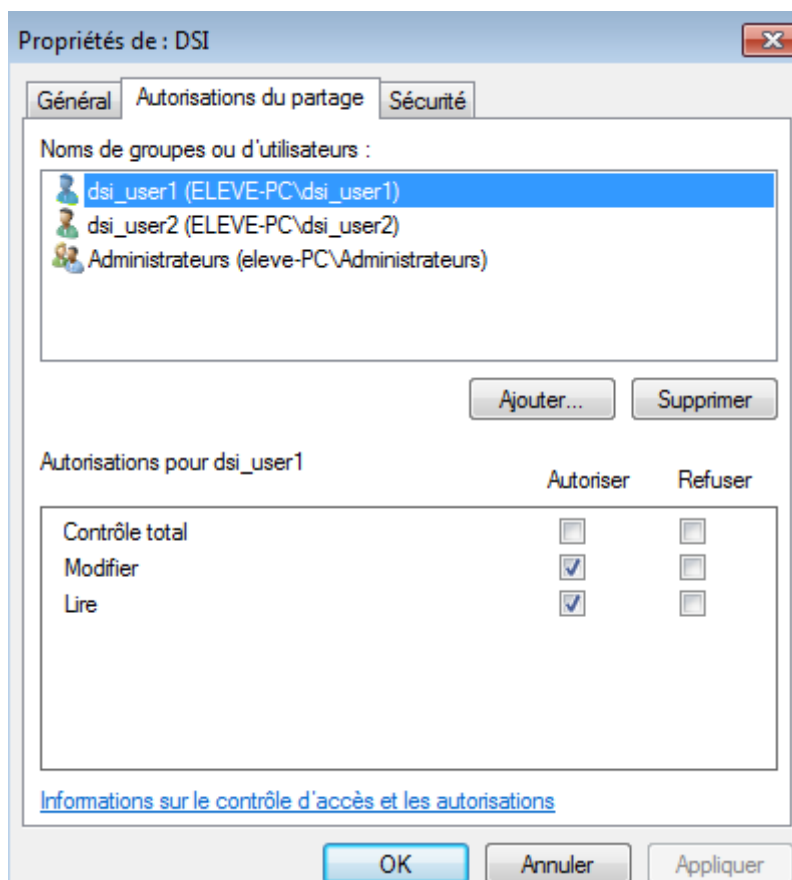 Propriétés de : DSI
Général Autorisations du partage Sécurité
Noms de groupes ou d'utilisateurs :
dsi_user1 (ELEVE-PC\dsi_user1)
dsi_user2 (ELEVE-PC\dsi_user2)
Administrateurs (eleve-PC\Administrateurs)
Ajouter... Supprimer
Autorisations pour dsi_user1 Autoriser Refuser
Contrôle total
Modifier
Lire
Informations sur le contrôle d'accès et les autorisations
OK Annuler Appliquer